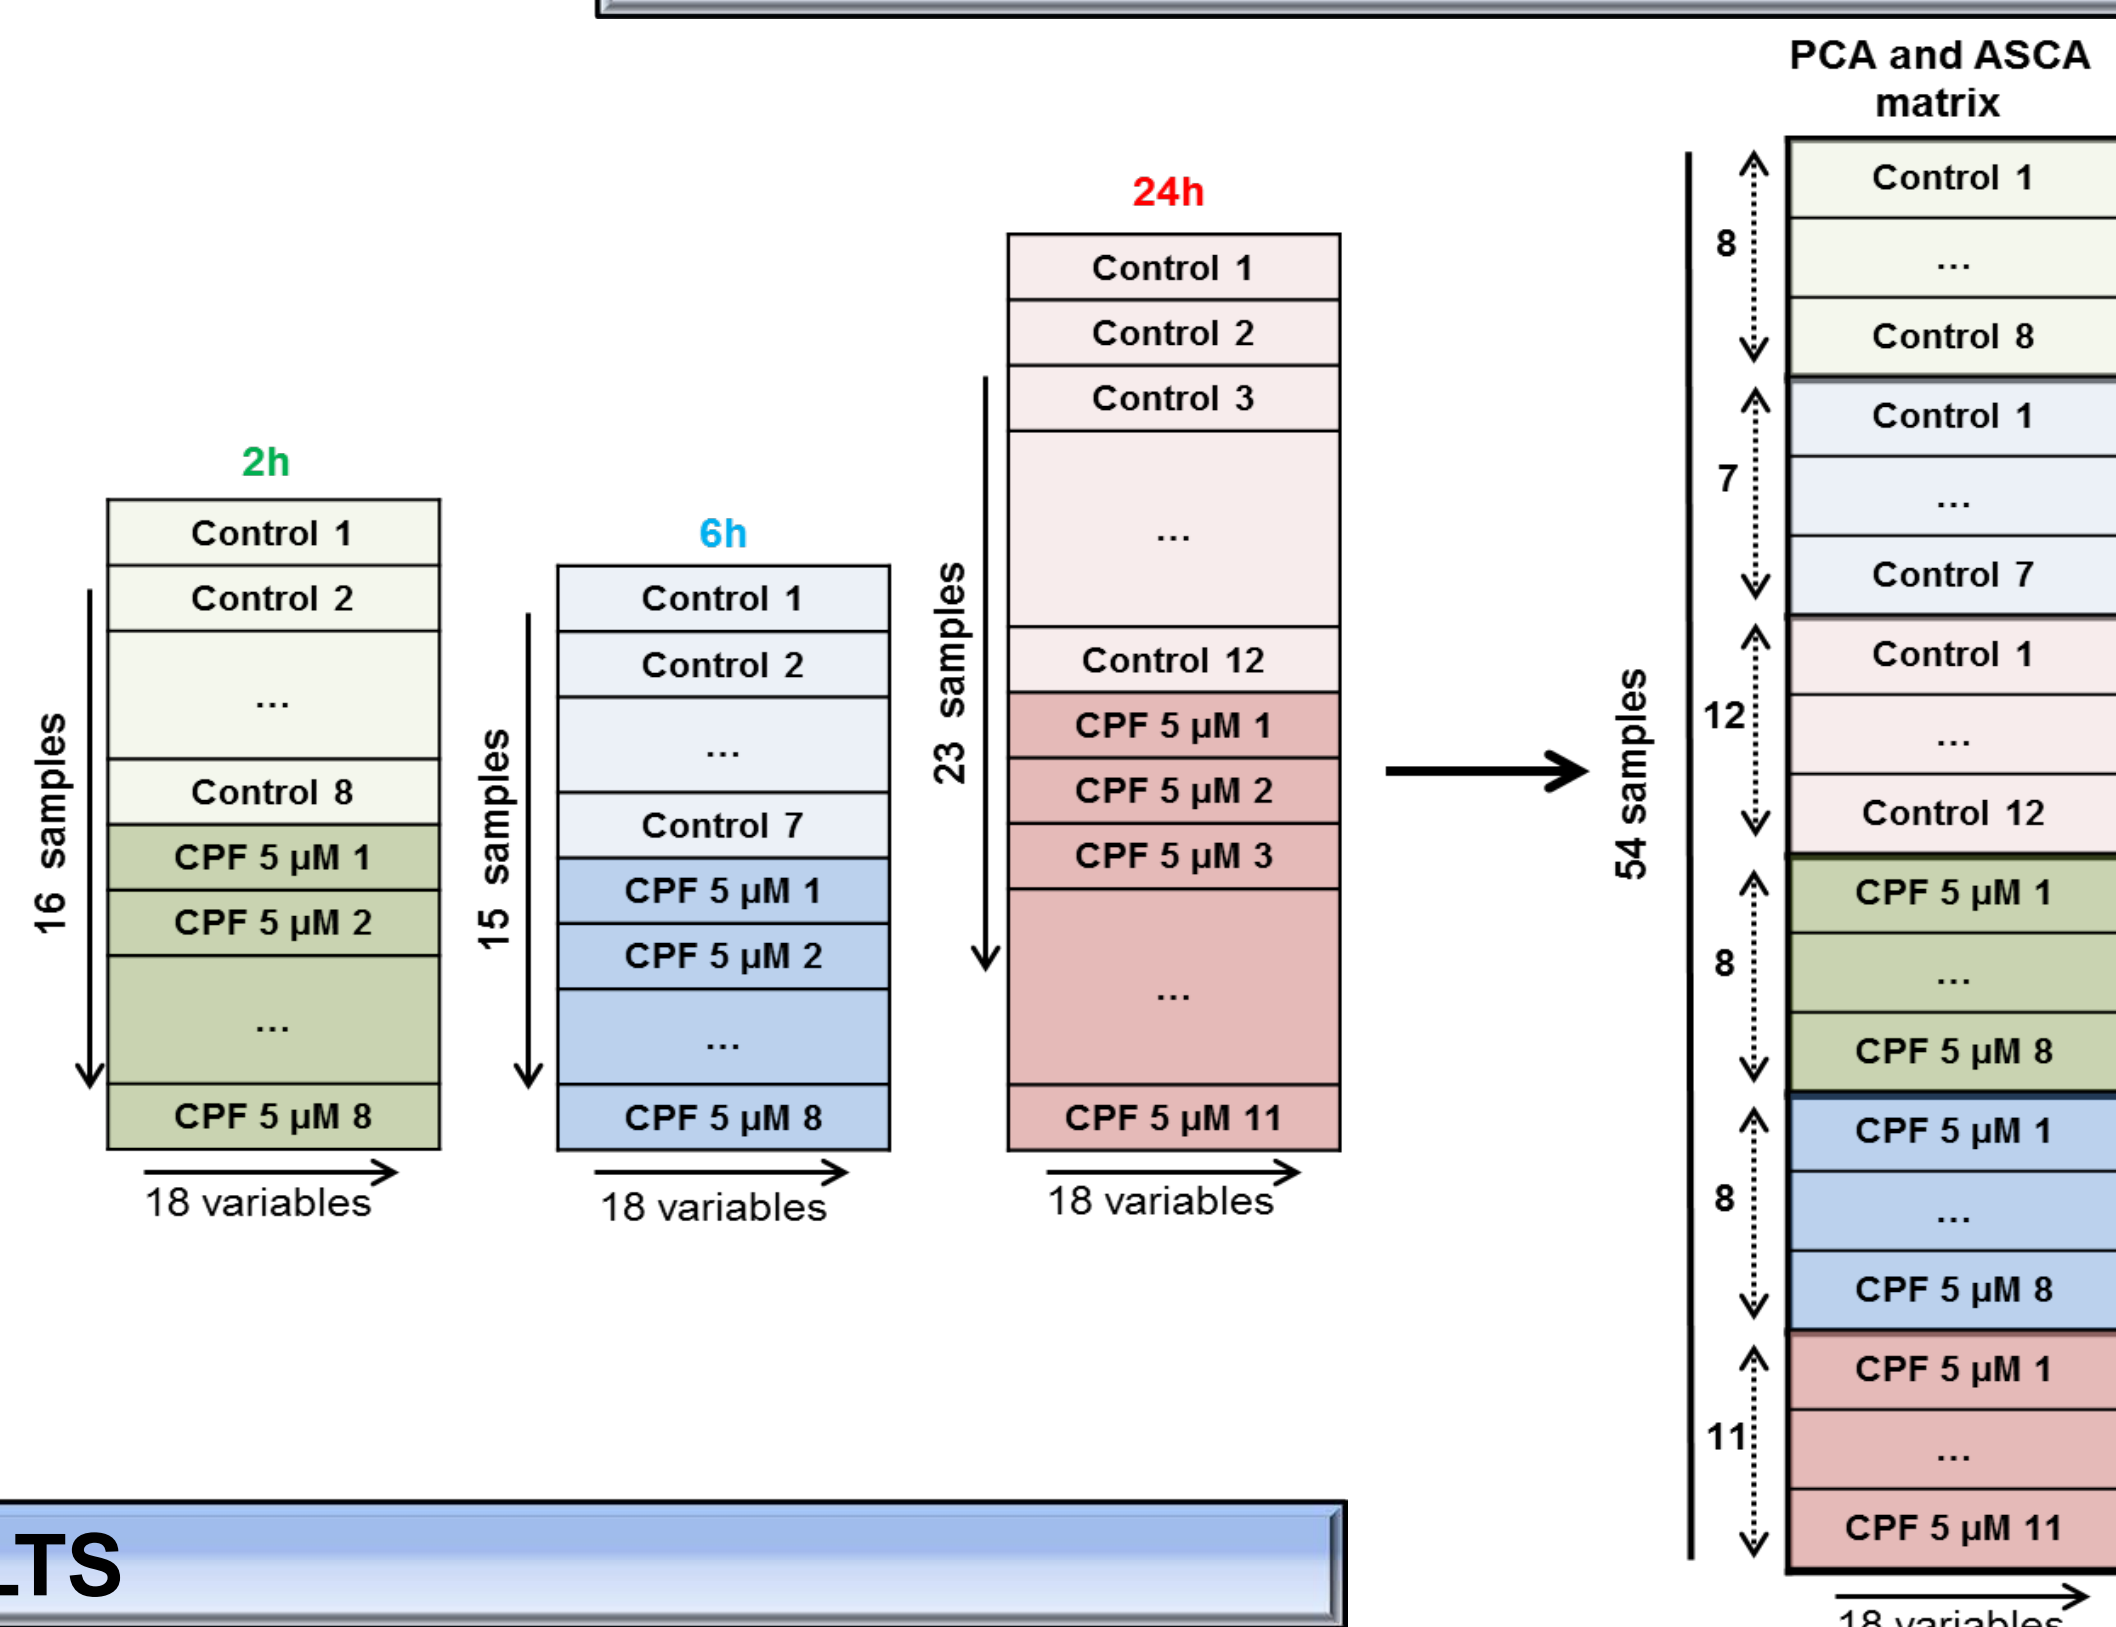 2h
16 samples
Control 1
Control 2
...
Control 8
CPF 5 µM 1
CPF 5 µM 2
...
CPF 5 µM 8
18 variables
6h
15 samples
Control 1
Control 2
...
Control 7
CPF 5 µM 1
CPF 5 µM 2
...
CPF 5 µM 8
18 variables
24h
23 samples
Control 1
Control 2
Control 3
...
Control 12
CPF 5 µM 1
CPF 5 µM 2
CPF 5 µM 3
...
CPF 5 µM 11
18 variables
PCA and ASCA
matrix
54 samples
8
Control 1
...
Control 8
7
Control 1
...
Control 7
12
Control 1
...
Control 12
8
CPF 5 µM 1
...
CPF 5 µM 8
8
CPF 5 µM 1
...
CPF 5 µM 8
11
CPF 5 µM 1
...
CPF 5 µM 11
18 variables
LTS